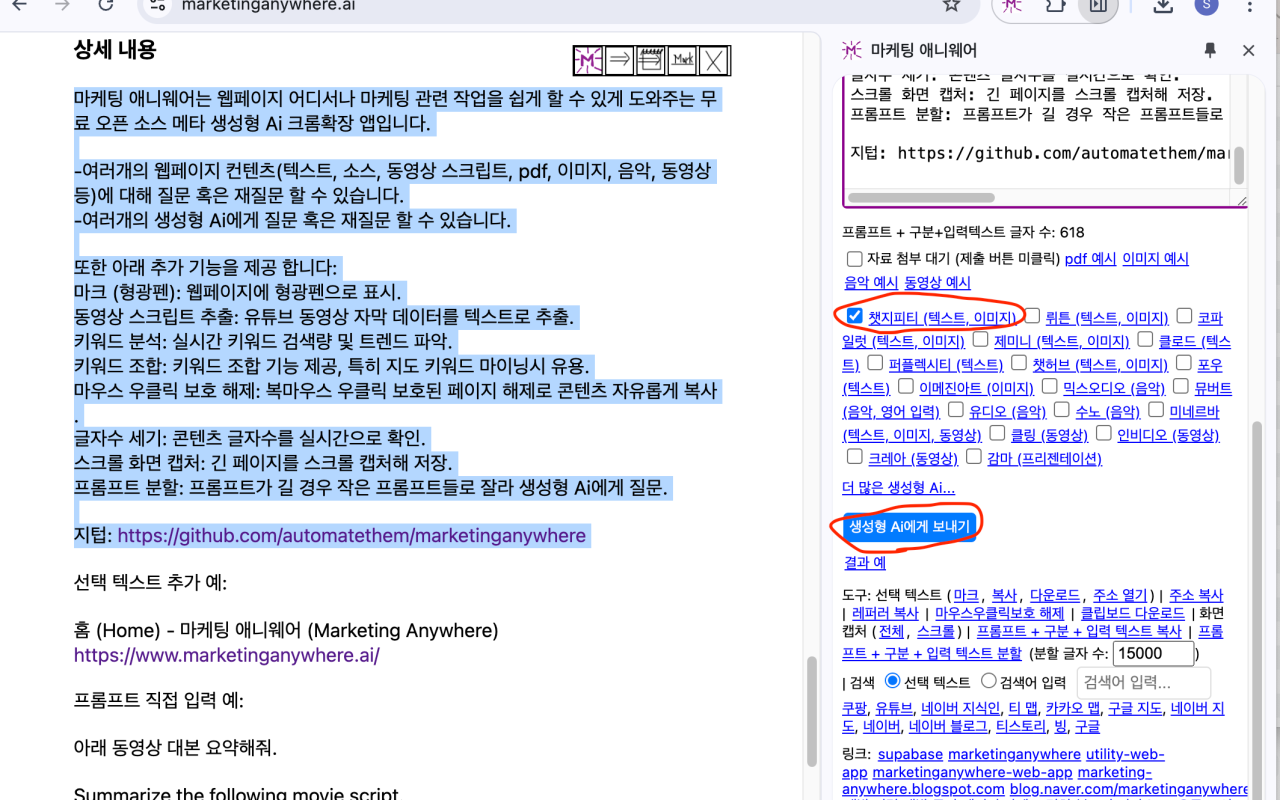 marketinganywhere.ai
S
상세 내용
Mark
마케팅 애니웨어는 웹페이지 어디서나 마케팅 관련 작업을 쉽게 할 수 있게 도와주는 무
료 오픈 소스 메타 생성형 Ai 크롬확장 앱입니다.
-여러개의 웹페이지 컨텐츠(텍스트, 소스, 동영상 스크립트, pdf, 이미지, 음악, 동영상
등)에 대해 질문 혹은 재질문 할 수 있습니다.
-여러개의 생성형 Ai에게 질문 혹은 재질문 할 수 있습니다.
또한 아래 추가 기능을 제공 합니다:
마크 (형광펜): 웹페이지에 형광펜으로 표시.
동영상 스크립트 추출: 유튜브 동영상 자막 데이터를 텍스트로 추출.
키워드 분석: 실시간 키워드 검색량 및 트렌드 파악.
키워드 조합: 키워드 조합 기능 제공, 특히 지도 키워드 마이닝시 유용.
마우스 우클릭 보호 해제: 복마우스 우클릭 보호된 페이지 해제로 콘텐츠 자유롭게 복사
.
글자수 세기: 콘텐츠 글자수를 실시간으로 확인.
스크롤 화면 캡처: 긴 페이지를 스크롤 캡처해 저장.
프롬프트 분할: 프롬프트가 길 경우 작은 프롬프트들로 잘라 생성형 Ai에게 질문.
지텁: https://github.com/automatethem/marketinganywhere
선택 텍스트 추가 예:
홈 (Home) - 마케팅 애니웨어 (Marketing Anywhere)
https://www.marketinganywhere.ai/
프롬프트 직접 입력 예:
아래 동영상 대본 요약해줘.
Summarize the following movie script
마케팅 애니웨어
글자수 세기: 콘텐츠 글자수를 실시간으로 확인.
스크롤 화면 캡처: 긴 페이지를 스크롤 캡처해 저장.
프롬프트 분할: 프롬프트가 길 경우 작은 프롬프트들로
지텁: https://github.com/automatethem/mar
프롬프트 + 구분+입력텍스트 글자 수: 618
자료 첨부 대기 (제출 버튼 미클릭) pdf 예시 이미지 예시
음악 예시 동영상 예시
챗지피티 (텍스트, 이미지) 뤼튼 (텍스트, 이미지) 코파
일럿 (텍스트, 이미지) 제미니 (텍스트, 이미지) 클로드 (텍스
트) 퍼플렉시티 (텍스트) 챗허브 (텍스트, 이미지) 포우
(텍스트) 이메진아트 (이미지) 믹스오디오 (음악) 뮤버트
(음악, 영어 입력) 유디오 (음악) 수노 (음악) 미네르바
(텍스트, 이미지, 동영상) 클링 (동영상) 인비디오 (동영상)
크레아 (동영상) 감마 (프리젠테이션)
더 많은 생성형 Ai...
생성형 Ai에게 보내기
결과 예
도구: 선택 텍스트 (마크, 복사, 다운로드, 주소 열기) | 주소 복사
| 레퍼러 복사 | 마우스우클릭보호 해제 | 클립보드 다운로드 | 화면
캡처 (전체, 스크롤) | 프롬프트 + 구분 + 입력 텍스트 복사 | 프롬
프트 + 구분 + 입력 텍스트 분할 (분할 글자 수: 15000)
| 검색 선택 텍스트 검색어 입력 검색어 입력...
쿠팡, 유튜브, 네이버 지식인, 티 맵, 카카오 맵, 구글 지도, 네이버 지
도, 네이버, 네이버 블로그, 티스토리, 빙, 구글
링크: supabase marketinganywhere utility-web-
app marketinganywhere-web-app marketing-
anywhere.blogspot.com blog.naver.com/marketinganywhere